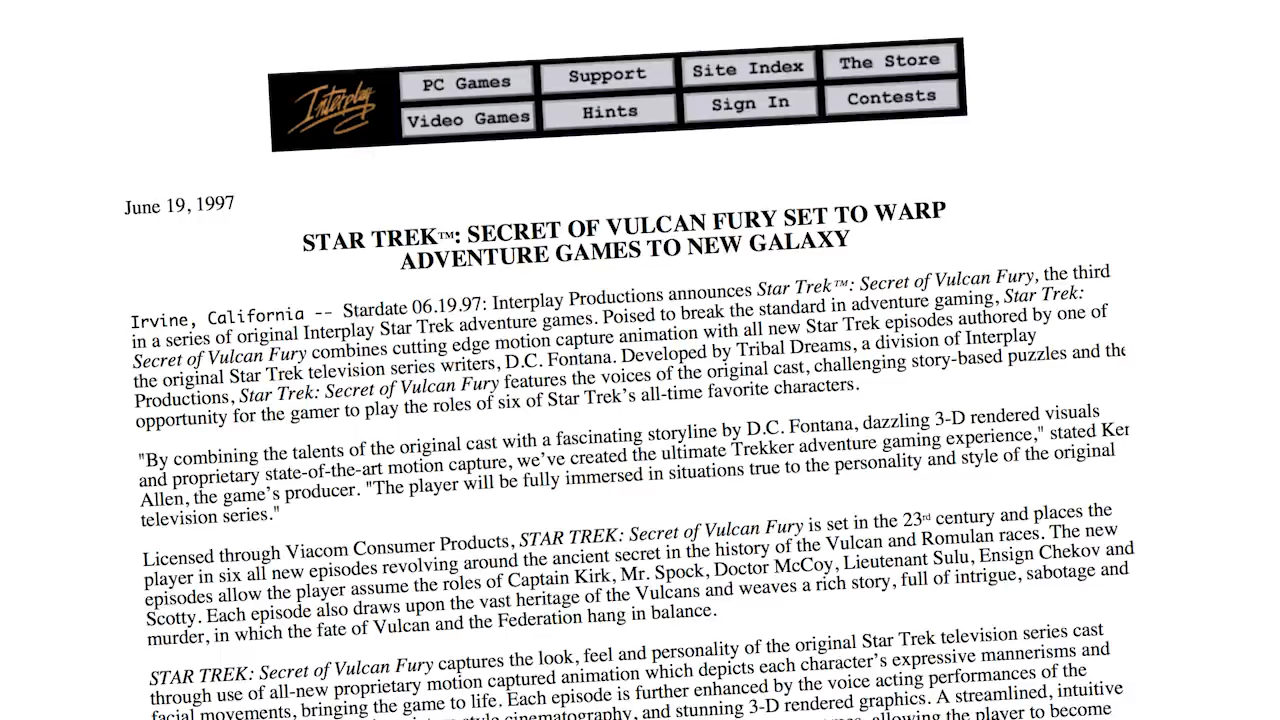 Interplay
PC Games
Support
Site Index
The Store
Video Games
Hints
Sign In
Contests
June 19, 1997
STAR TREK™: SECRET OF VULCAN FURY SET TO WARP
ADVENTURE GAMES TO NEW GALAXY
Irvine, California -- Stardate 06.19.97: Interplay Productions announces Star Trek™: Secret of Vulcan Fury, the third
in a series of original Interplay Star Trek adventure games. Poised to break the standard in adventure gaming, Star Trek:
Secret of Vulcan Fury combines cutting edge motion capture animation with all new Star Trek episodes authored by one of
the original Star Trek television series writers, D.C. Fontana. Developed by Tribal Dreams, a division of Interplay
Productions, Star Trek: Secret of Vulcan Fury features the voices of the original cast, challenging story-based puzzles and the
opportunity for the gamer to play the roles of six of Star Trek's all-time favorite characters.
"By combining the talents of the original cast with a fascinating storyline by D.C. Fontana, dazzling 3-D rendered visuals
and proprietary state-of-the-art motion capture, we've created the ultimate Trekker adventure gaming experience," stated
Allen, the game's producer. "The player will be fully immersed in situations true to the personality and style of the original
television series."
Licensed through Viacom Consumer Products, STAR TREK: Secret of Vulcan Fury is set in the 23rd century and places the
player in six all new episodes revolving around the ancient secret in the history of the Vulcan and Romulan races. The new
episodes allow the player assume the roles of Captain Kirk, Mr. Spock, Doctor McCoy, Lieutenant Sulu, Ensign Chekov and
Scotty. Each episode also draws upon the vast heritage of the Vulcans and weaves a rich story, full of intrigue, sabotage and
murder, in which the fate of Vulcan and the Federation hang in balance.
STAR TREK: Secret of Vulcan Fury captures the look, feel and personality of the original Star Trek television series cast
through use of all-new proprietary motion captured animation which depicts each character's expressive mannerisms and
facial movements, bringing the game to life. Each episode is further enhanced by the voice acting performances of the
style cinematography, and stunning 3-D rendered graphics. A streamlined, intuitive
allowing the player to become